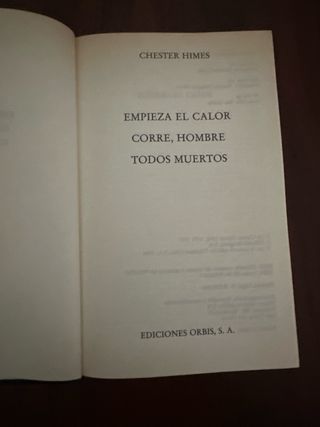 CHESTER HIMES
EMPIEZA EL CALOR
CORRE, HOMBRE
TODOS MUERTOS
EDICIONES ORBIS, S. A.